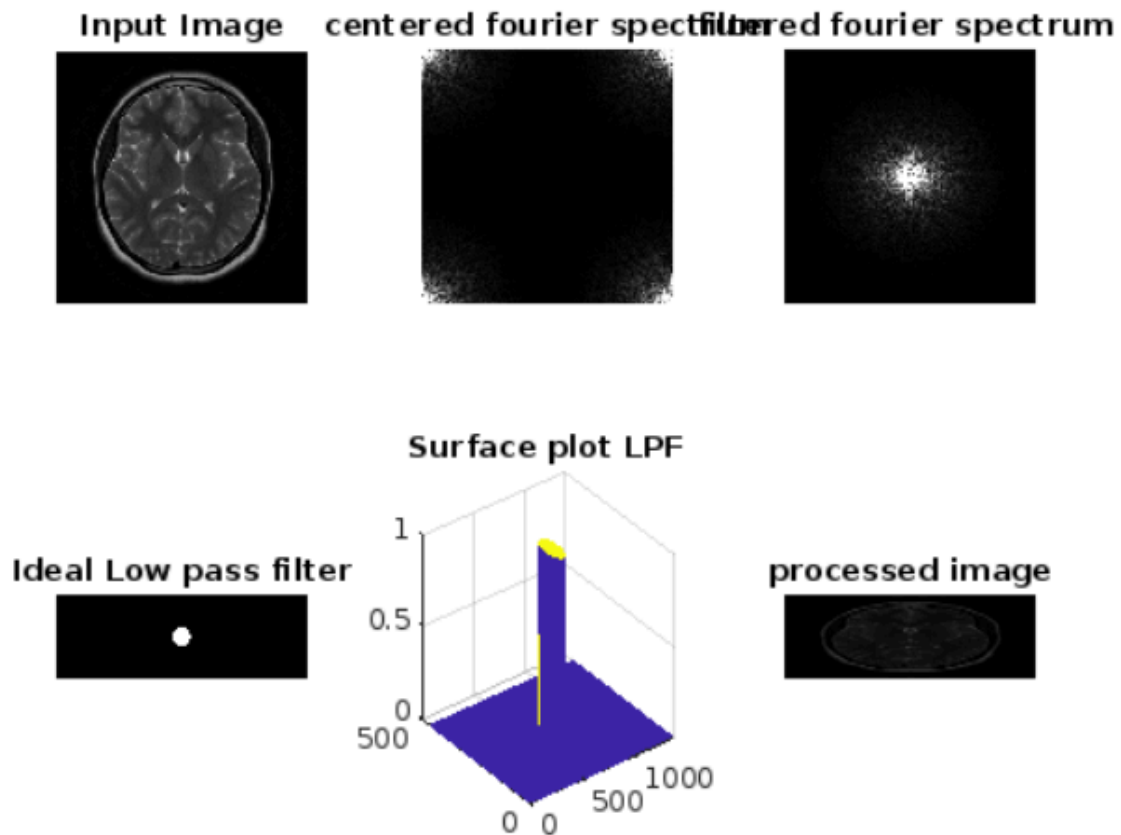 Input Image
centered fourier spectrum
filtered fourier spectrum
Surface plot LPF
1
0.5
0
500
0
0
500
1000
Ideal Low pass filter
processed image